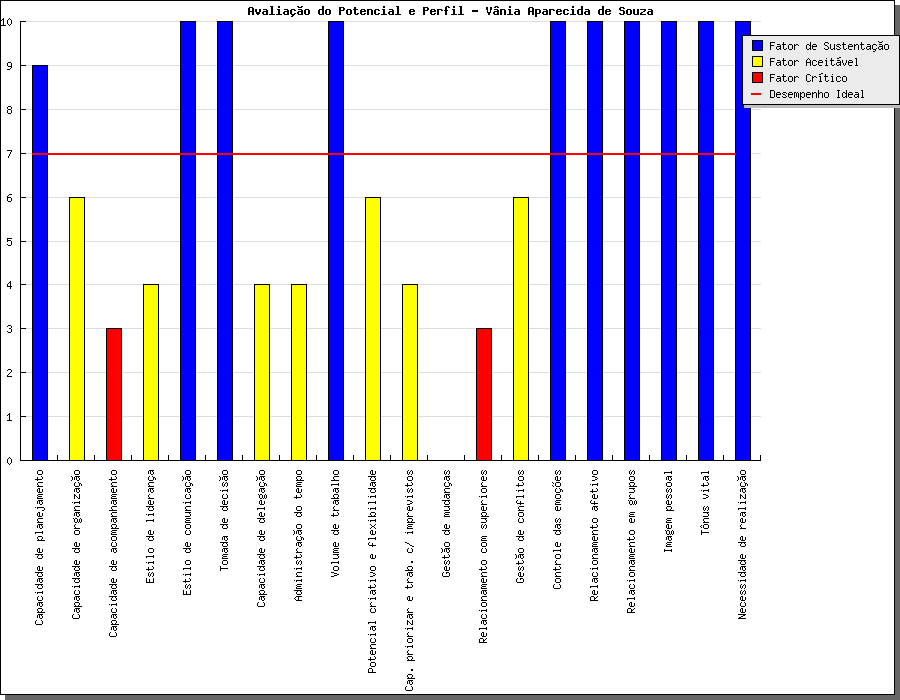 Avaliação do Potencial e Perfil - Vânia Aparecida de Souza
Fator de Sustentação
Fator Aceitável
Fator Crítico
Desempenho Ideal
10
9
8
7
6
5
4
3
2
1
0
Capacidade de planejamento
Capacidade de organização
Capacidade de acompanhamento
Estilo de liderança
Estilo de comunicação
Tomada de decisão
Capacidade de delegação
Administração do tempo
Volume de trabalho
Potencial criativo e flexibilidade
Cap. priorizar e trab. c/ imprevistos
Gestão de mudanças
Relacionamento com superiores
Gestão de conflitos
Controle das emoções
Relacionamento afetivo
Relacionamento em grupos
Imagem pessoal
Tônus vital
Necessidade de realização